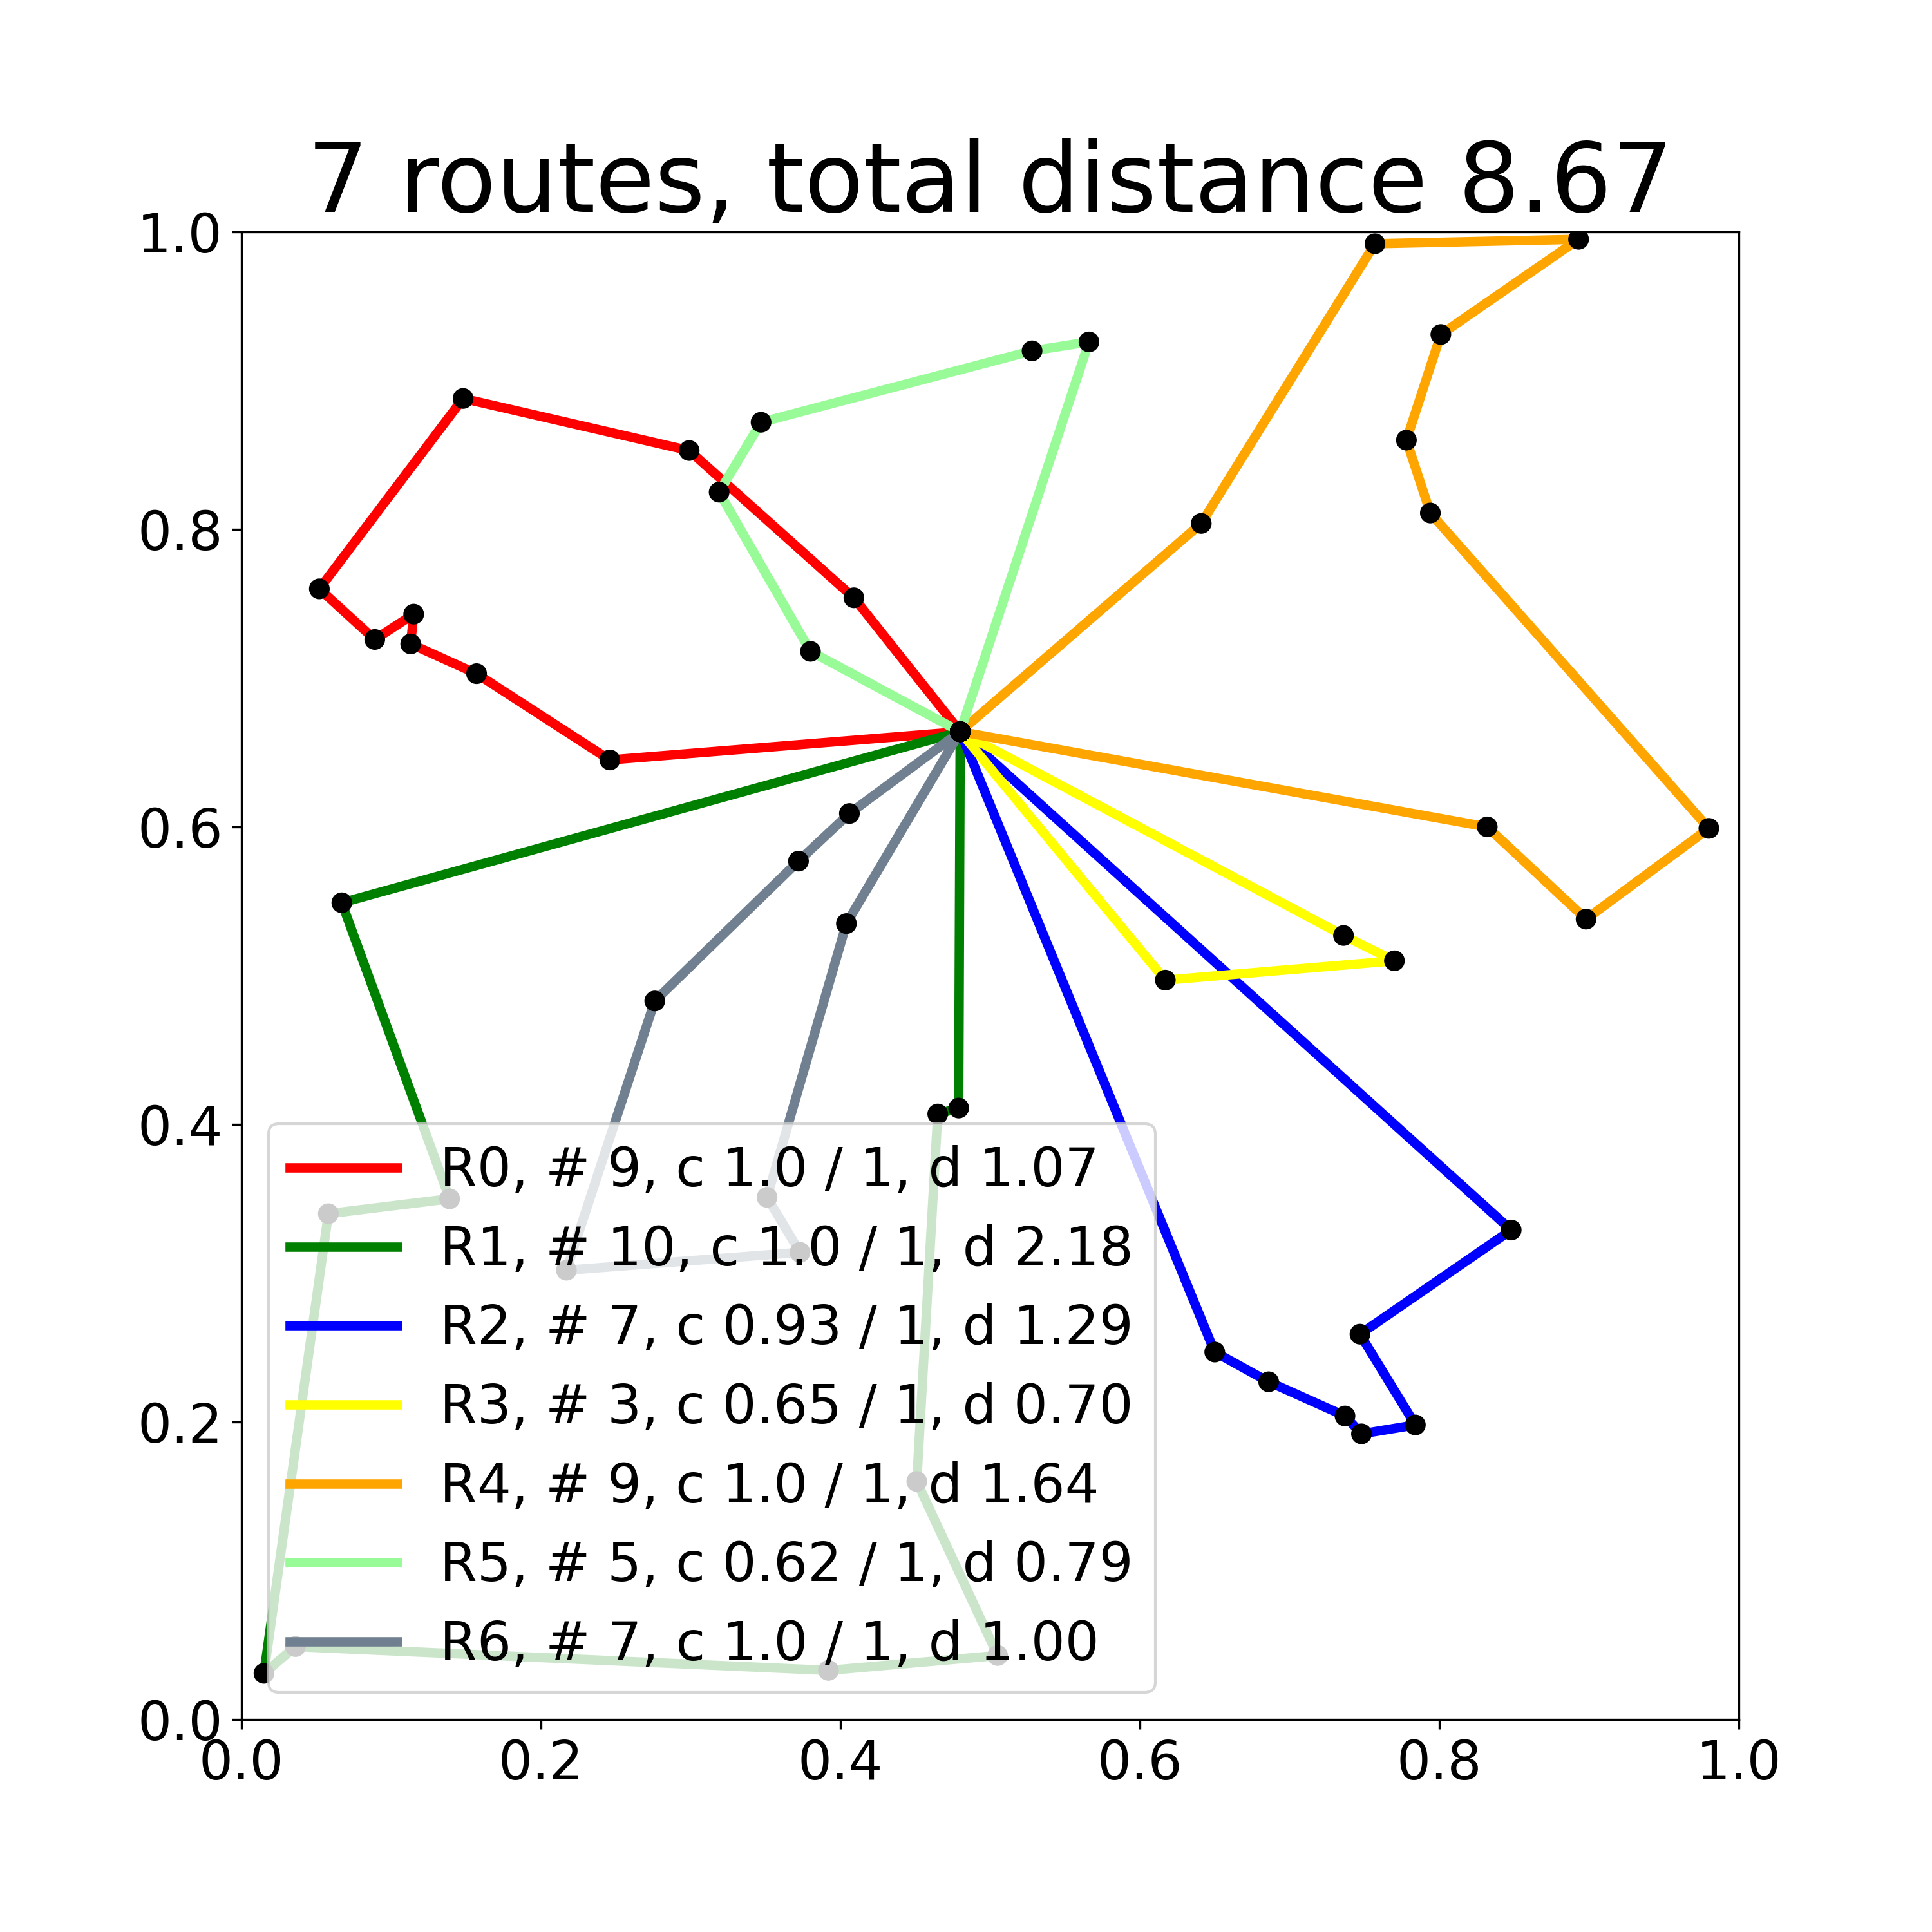 7 routes, total distance 8.67
1.0
0.8
0.6
0.4
0.2
0.0
R0, # 9, c 1.0 / 1, d 1.07
R1, # 10, c 1.0 / 1, d 2.18
R2, # 7, c 0.93 / 1, d 1.29
R3, # 3, c 0.65 / 1, d 0.70
R4, # 9, c 1.0 / 1, d 1.64
R5, # 5, c 0.62 / 1, d 0.79
R6, # 7, c 1.0 / 1, d 1.00
0.0 0.2 0.4 0.6 0.8 1.0